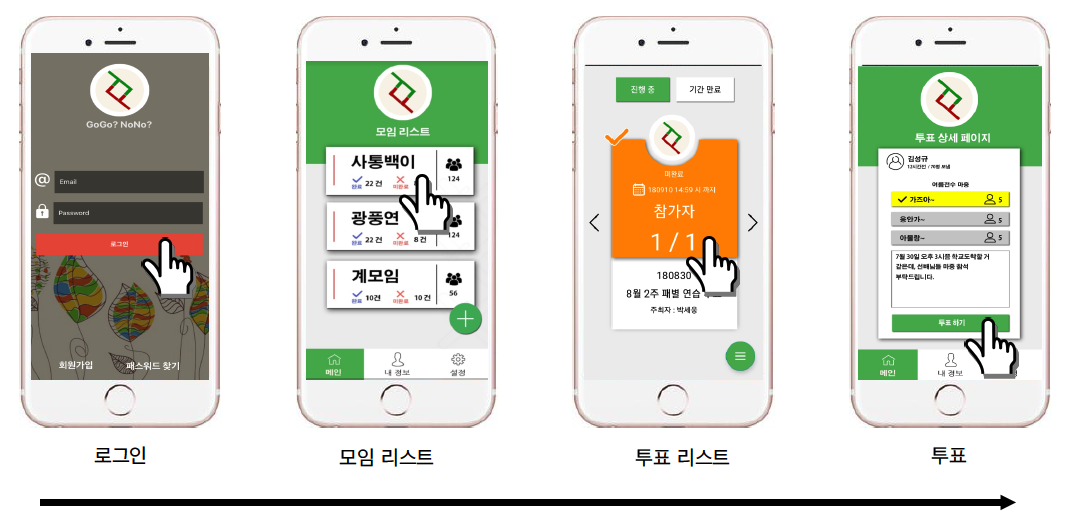 GoGo? NoNo?
@
Email
Password
로그인
회원가입
패스워드 찾기
로그인
모임 리스트
사통백이
완료 22 건 미완료
124
광풍연
완료 22 건 미완료 8 건
124
계모임
완료 10건 미완료 10 건
56
메인
내 정보
설정
모임 리스트
진행 중
기간 만료
미완료
180910 14:59 시 까지
참가자
1 / 1
180830
8월 2주 패별 연습
주최자 : 박세웅
투표 리스트
투표 상세 페이지
김성규
여름전수 마중
가즈아~
5
웅안가~
5
아몰랑~
5
7월 30일 오후 3시쯤 학교도착할 거
같은데, 선배님들 마중 참석
부탁드립니다.
투표 하기
메인
내 정보
투표